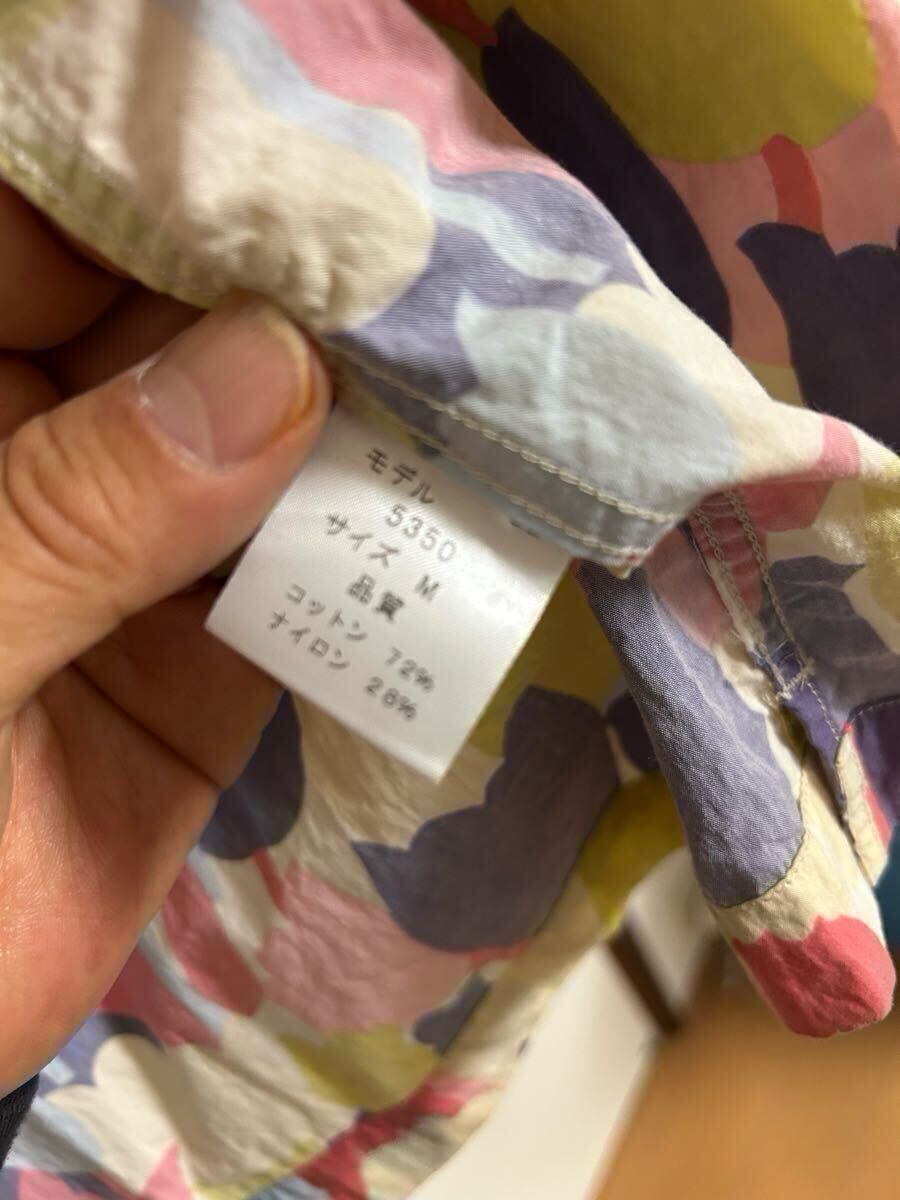 モデル
5350
サイズ M
品質
コットン 72%
ナイロン 28%